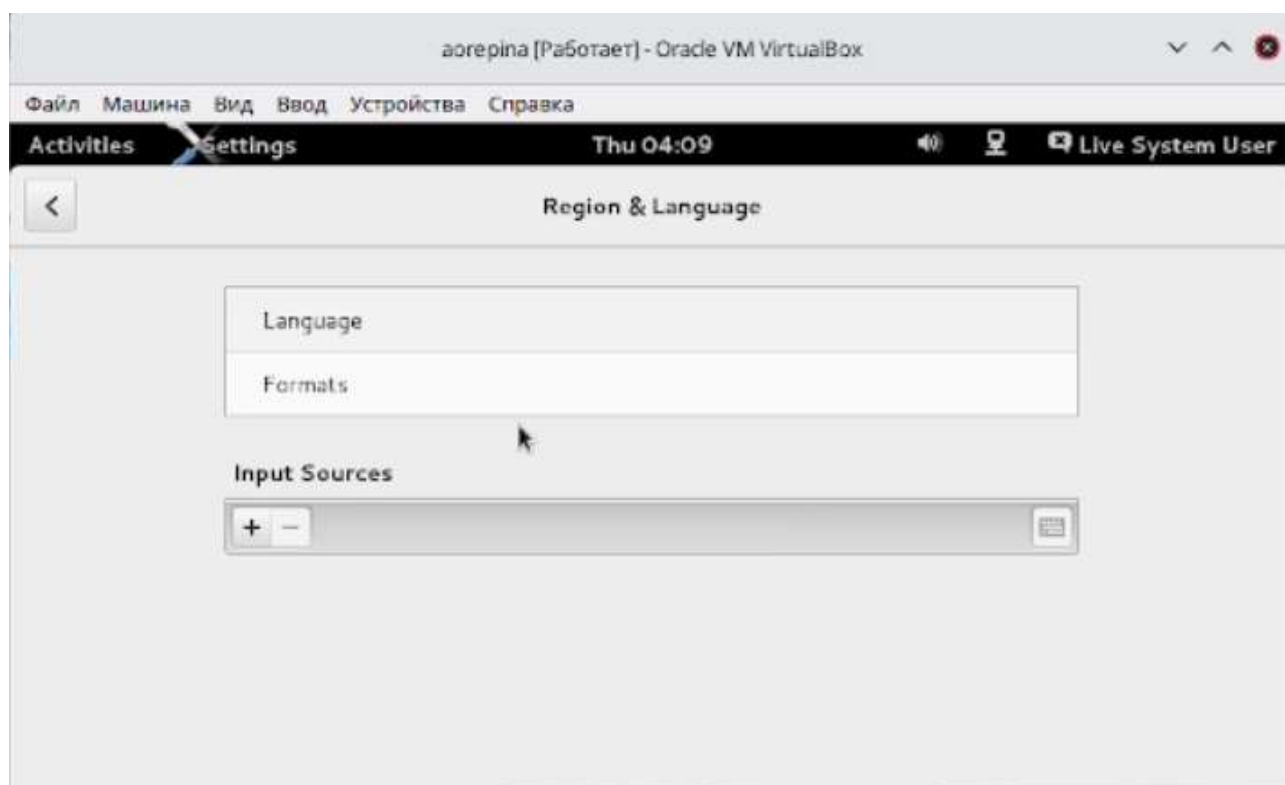 aorepina [Работает] - Oracle VM VirtualBox
Файл Машина Вид Ввод Устройства Справка
Activities Settings Thu 04:09 Live System User
Region & Language
Language
Formats
Input Sources
+ −